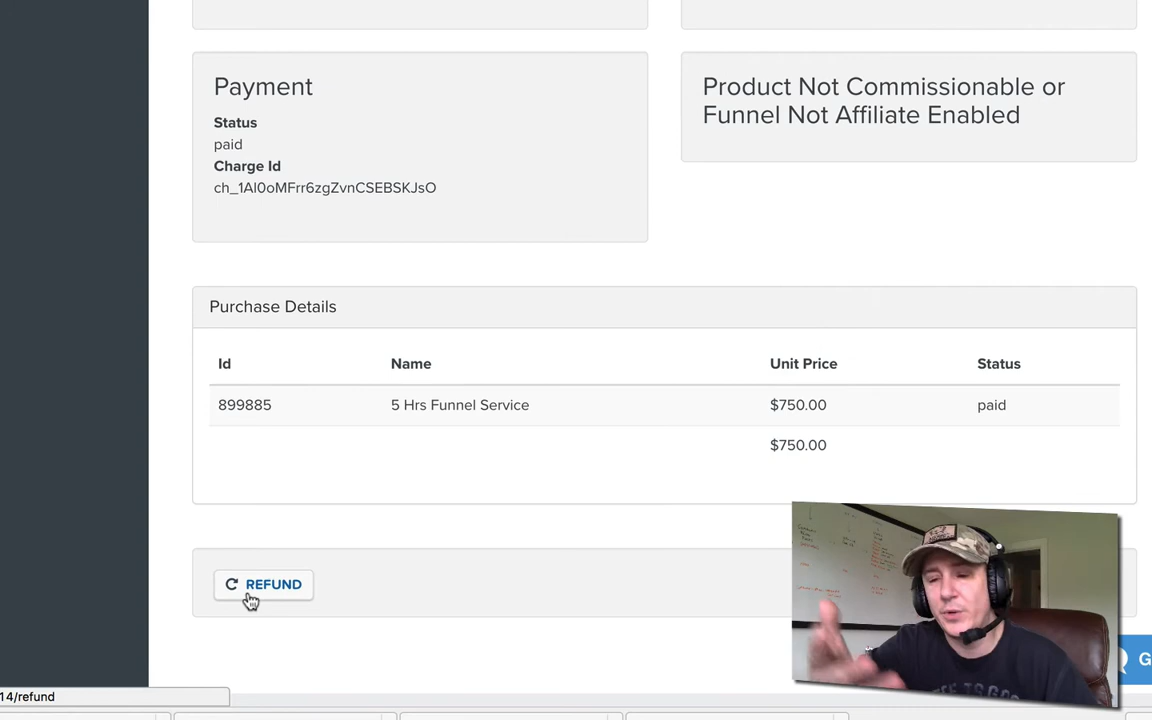 Payment
Status
paid
Charge Id
Product Not Commissionable or
Funnel Not Affiliate Enabled
Purchase Details
Id Name Unit Price Status
899885 5 Hrs Funnel Service $750.00 paid
$750.00
REFUND
14/refund
G